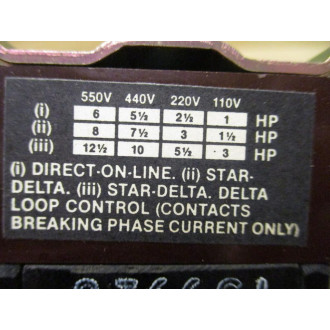 550V 440V 220V 110V
(i) 6 5½ 2½ 1 HP
(ii) 8 7½ 3 1½ HP
(iii) 12½ 10 5½ 3 HP
(i) DIRECT-ON-LINE. (ii) STAR-
DELTA. (iii) STAR-DELTA. DELTA
LOOP CONTROL (CONTACTS
BREAKING PHASE CURRENT ONLY)